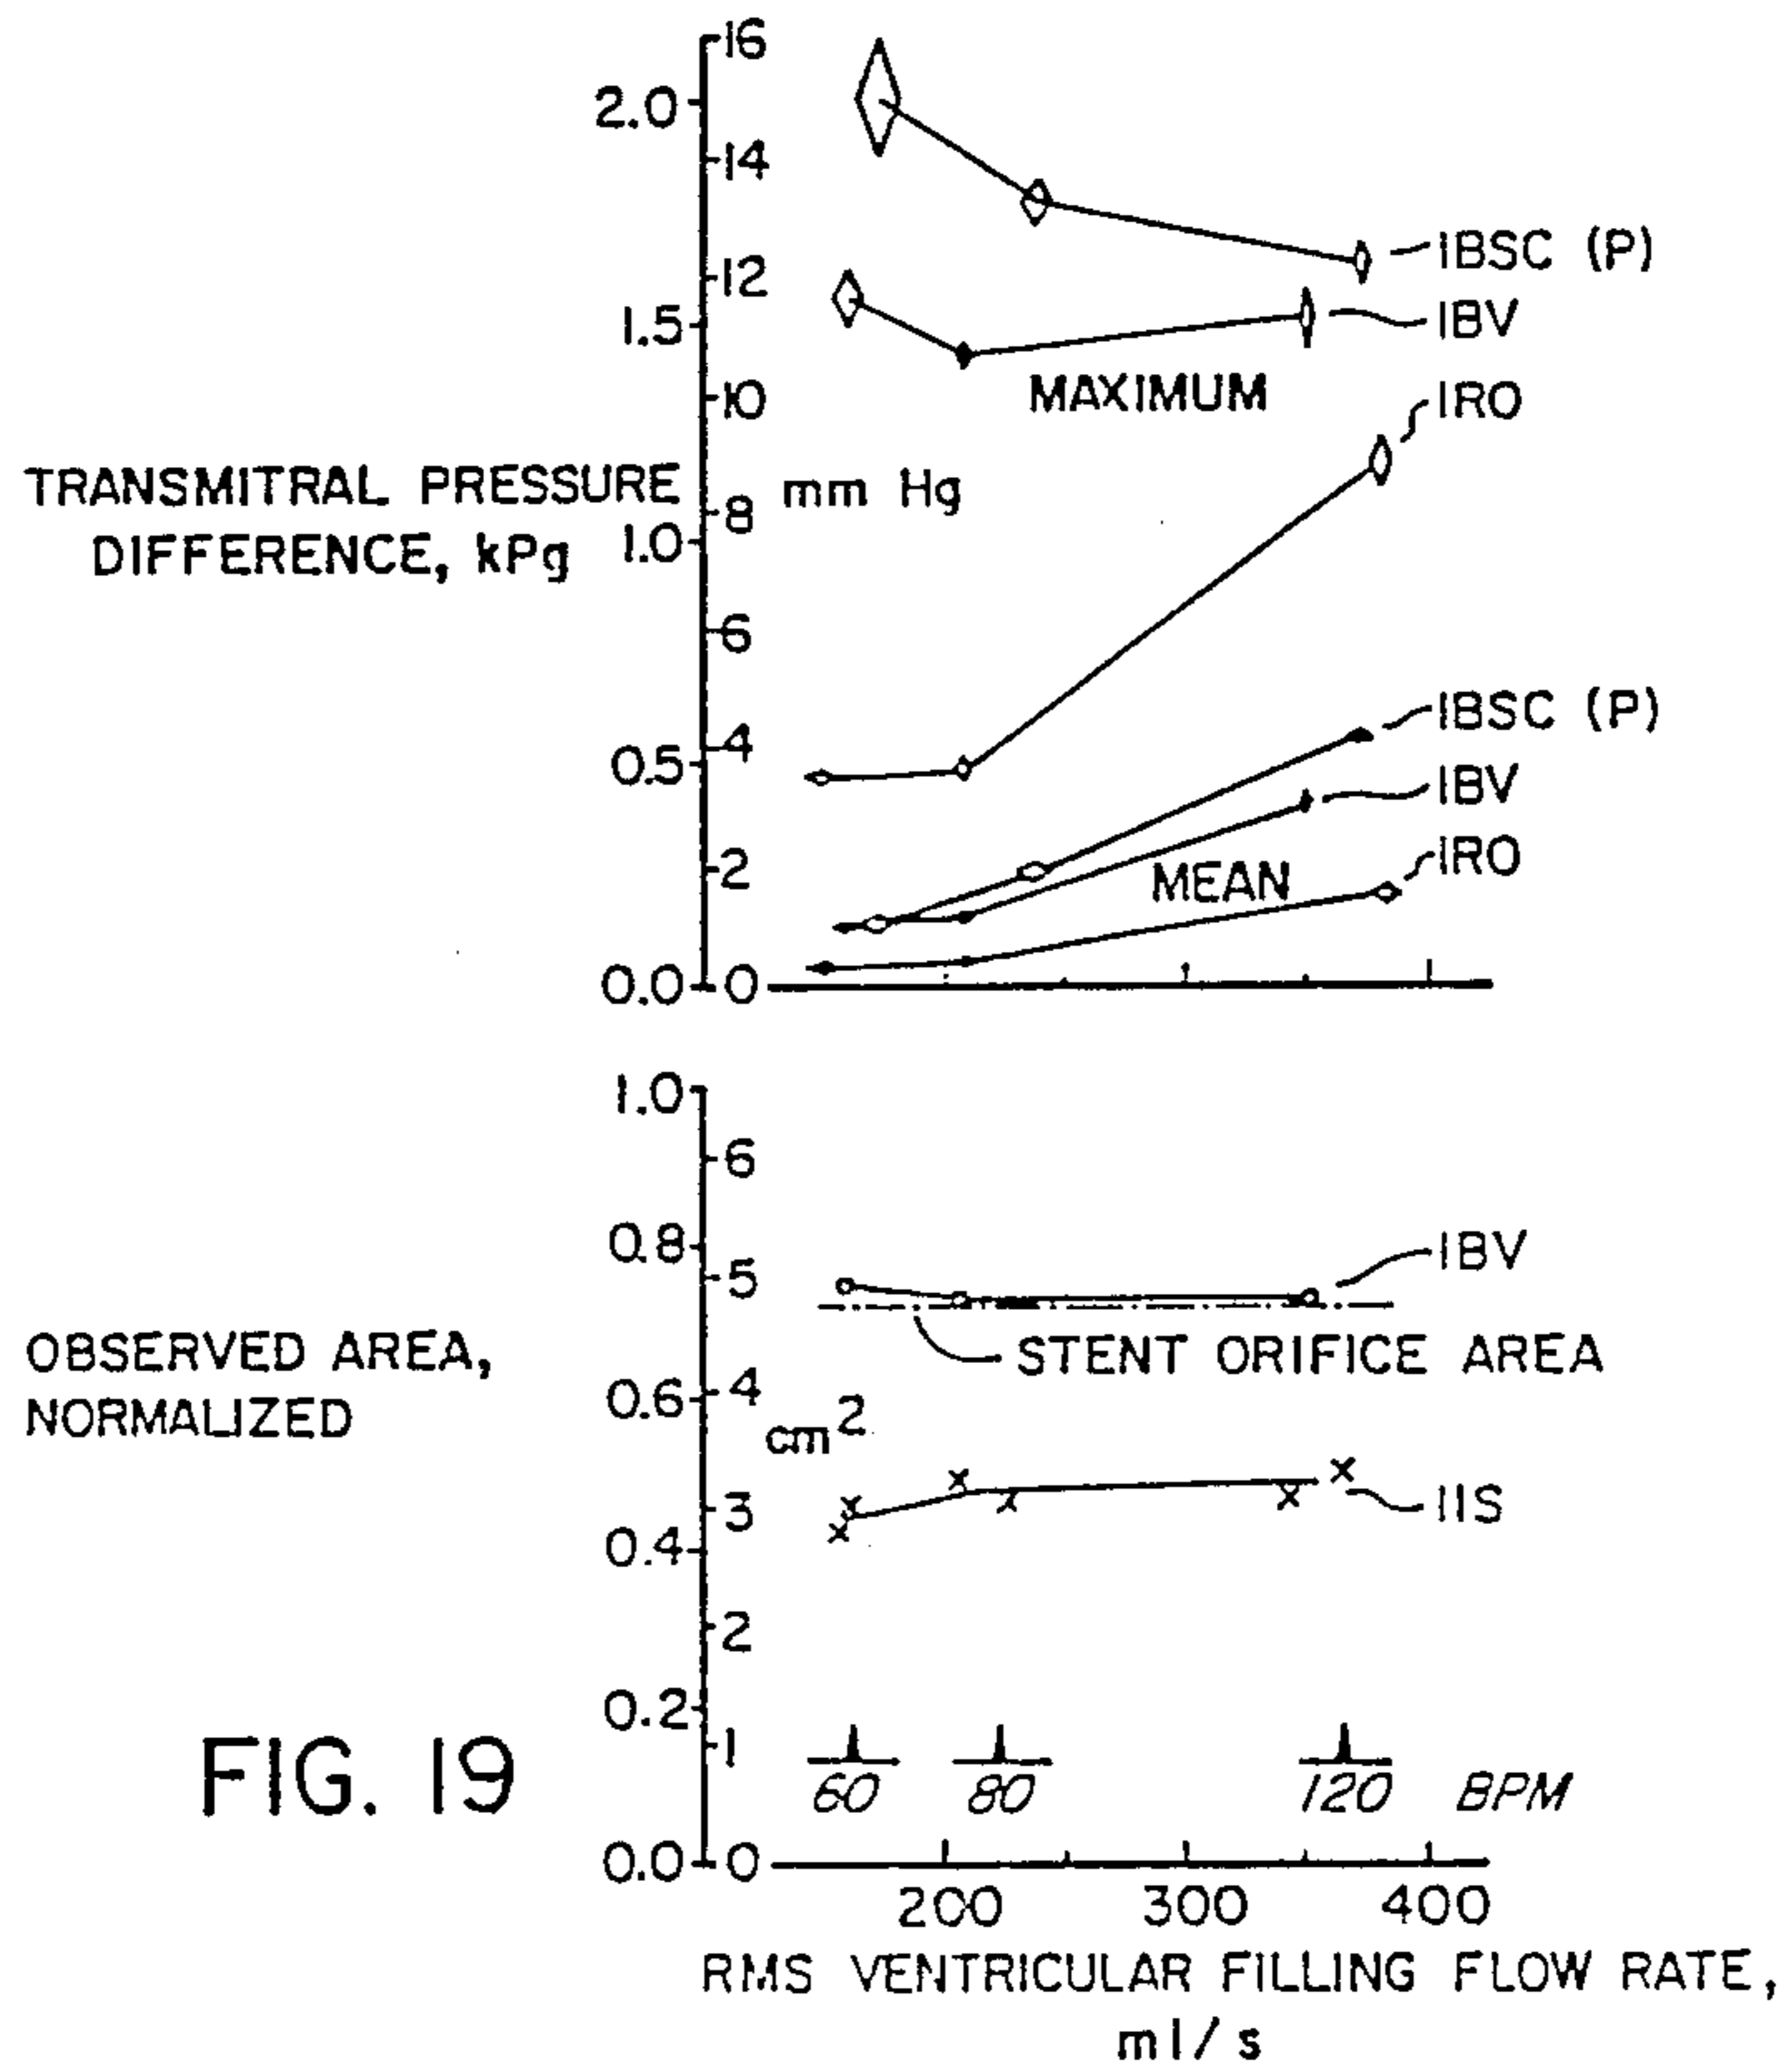 16
2.0
14
IBSC (P)
12
1.5
IBV
10
MAXIMUM
IRO
TRANSMITRAL PRESSURE
DIFFERENCE, kPg
mm Hg
8
1.0
6
IBSC (P)
4
0.5
IBV
2
MEAN
IRO
0.0
0
1.0
6
0.8
IBV
5
STENT ORIFICE AREA
OBSERVED AREA,
NORMALIZED
0.6
4
cm2
3
IIS
0.4
2
0.2
1
FIG. 19
60 80 120 BPM
0.0
0
200 300 400
RMS VENTRICULAR FILLING FLOW RATE,
ml/s